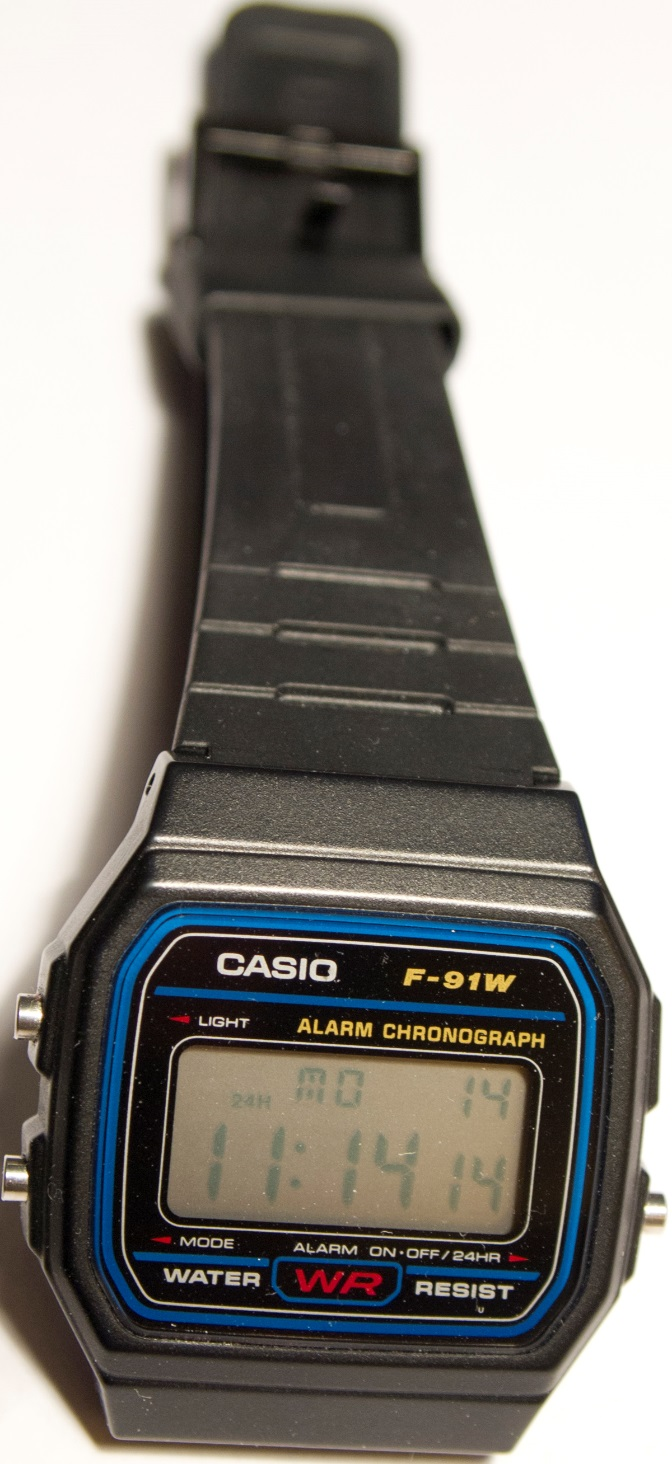 CASIO F-91W
LIGHT ALARM CHRONOGRAPH
24H MO 14
11:14 14
MODE ALARM ON·OFF/24HR
WATER WR RESIST